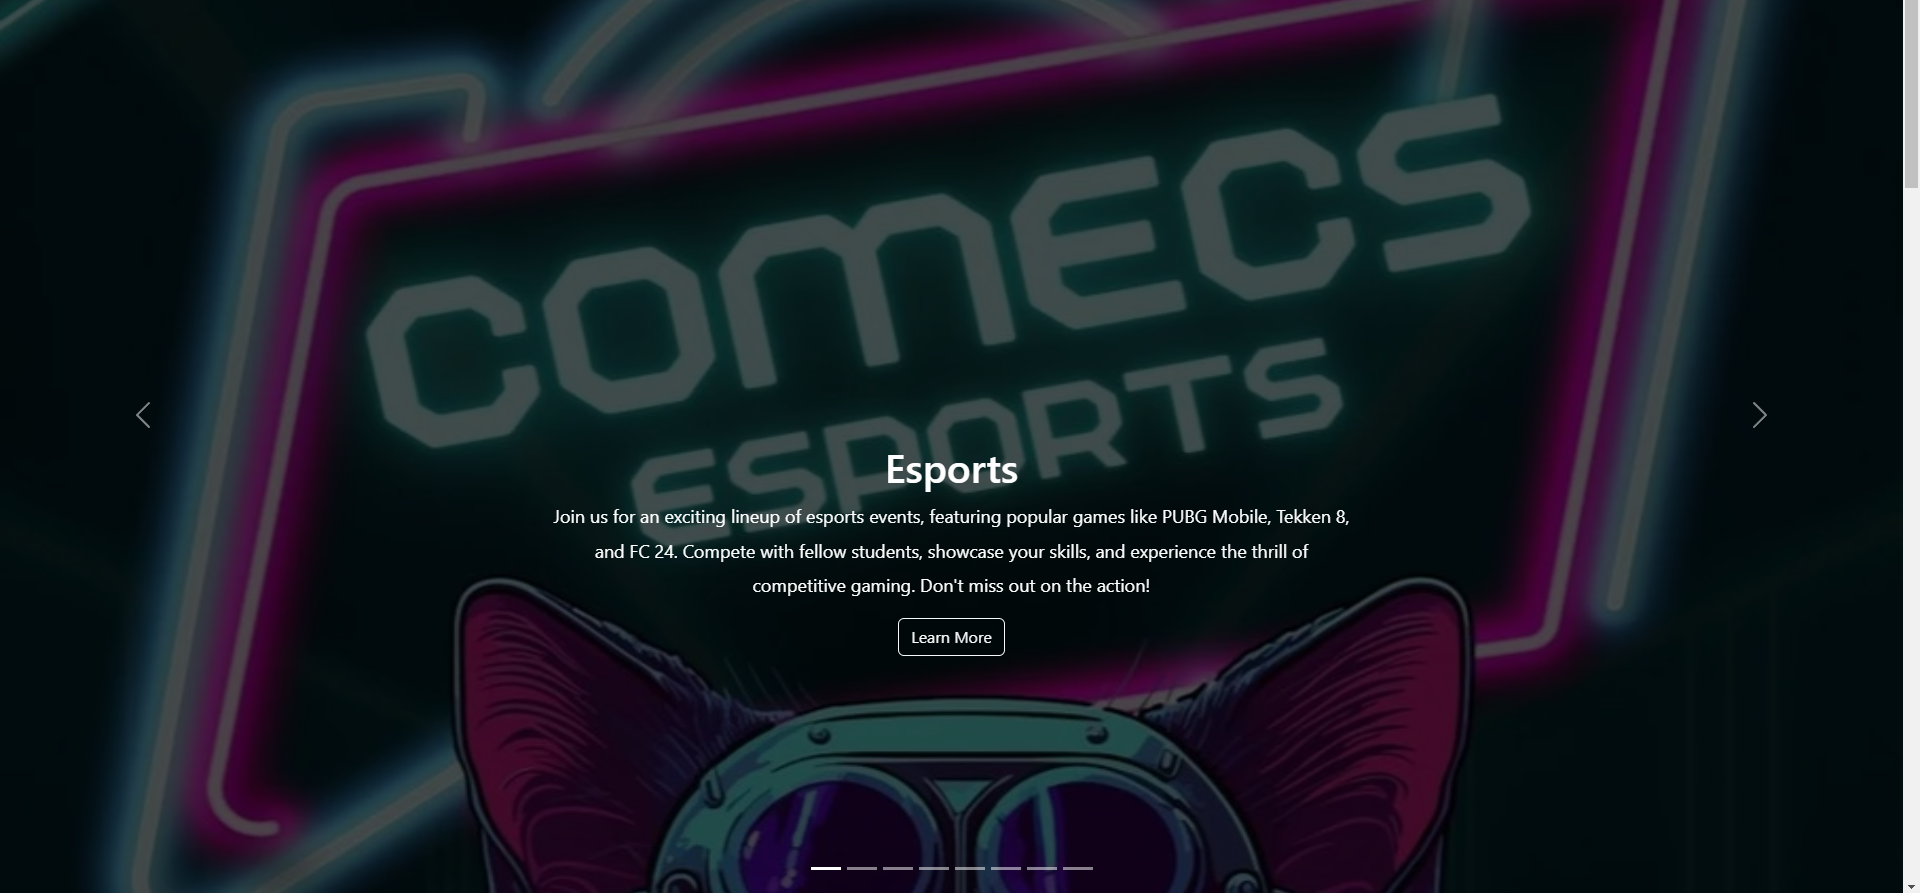 COMECS
ESPORTS
Esports
Join us for an exciting lineup of esports events, featuring popular games like PUBG Mobile, Tekken 8,
and FC 24. Compete with fellow students, showcase your skills, and experience the thrill of
competitive gaming. Don't miss out on the action!
Learn More